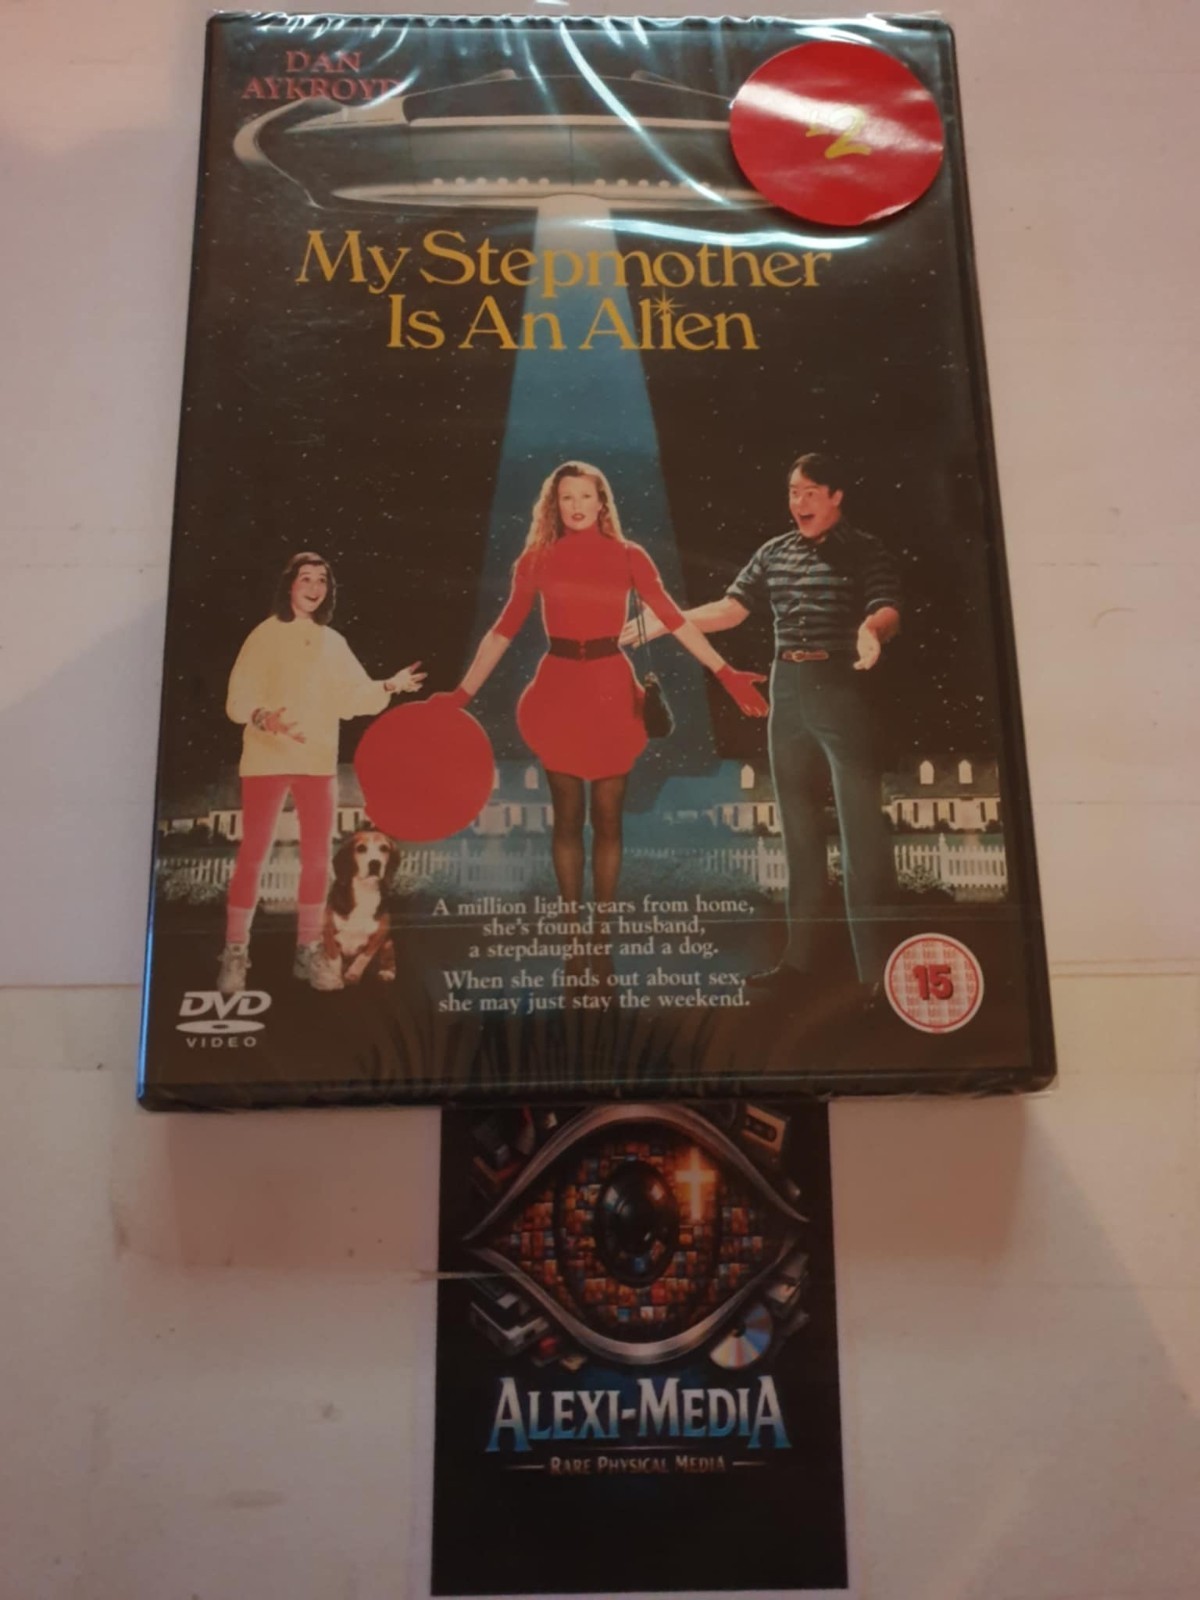 DAN
AYKROYD
£2
My Stepmother
Is An Alien
A million light-years from home,
she's found a husband,
a stepdaughter and a dog.
When she finds out about sex,
she may just stay the weekend.
DVD
VIDEO
15
ALEXI-MEDIA
RARE PHYSICAL MEDIA